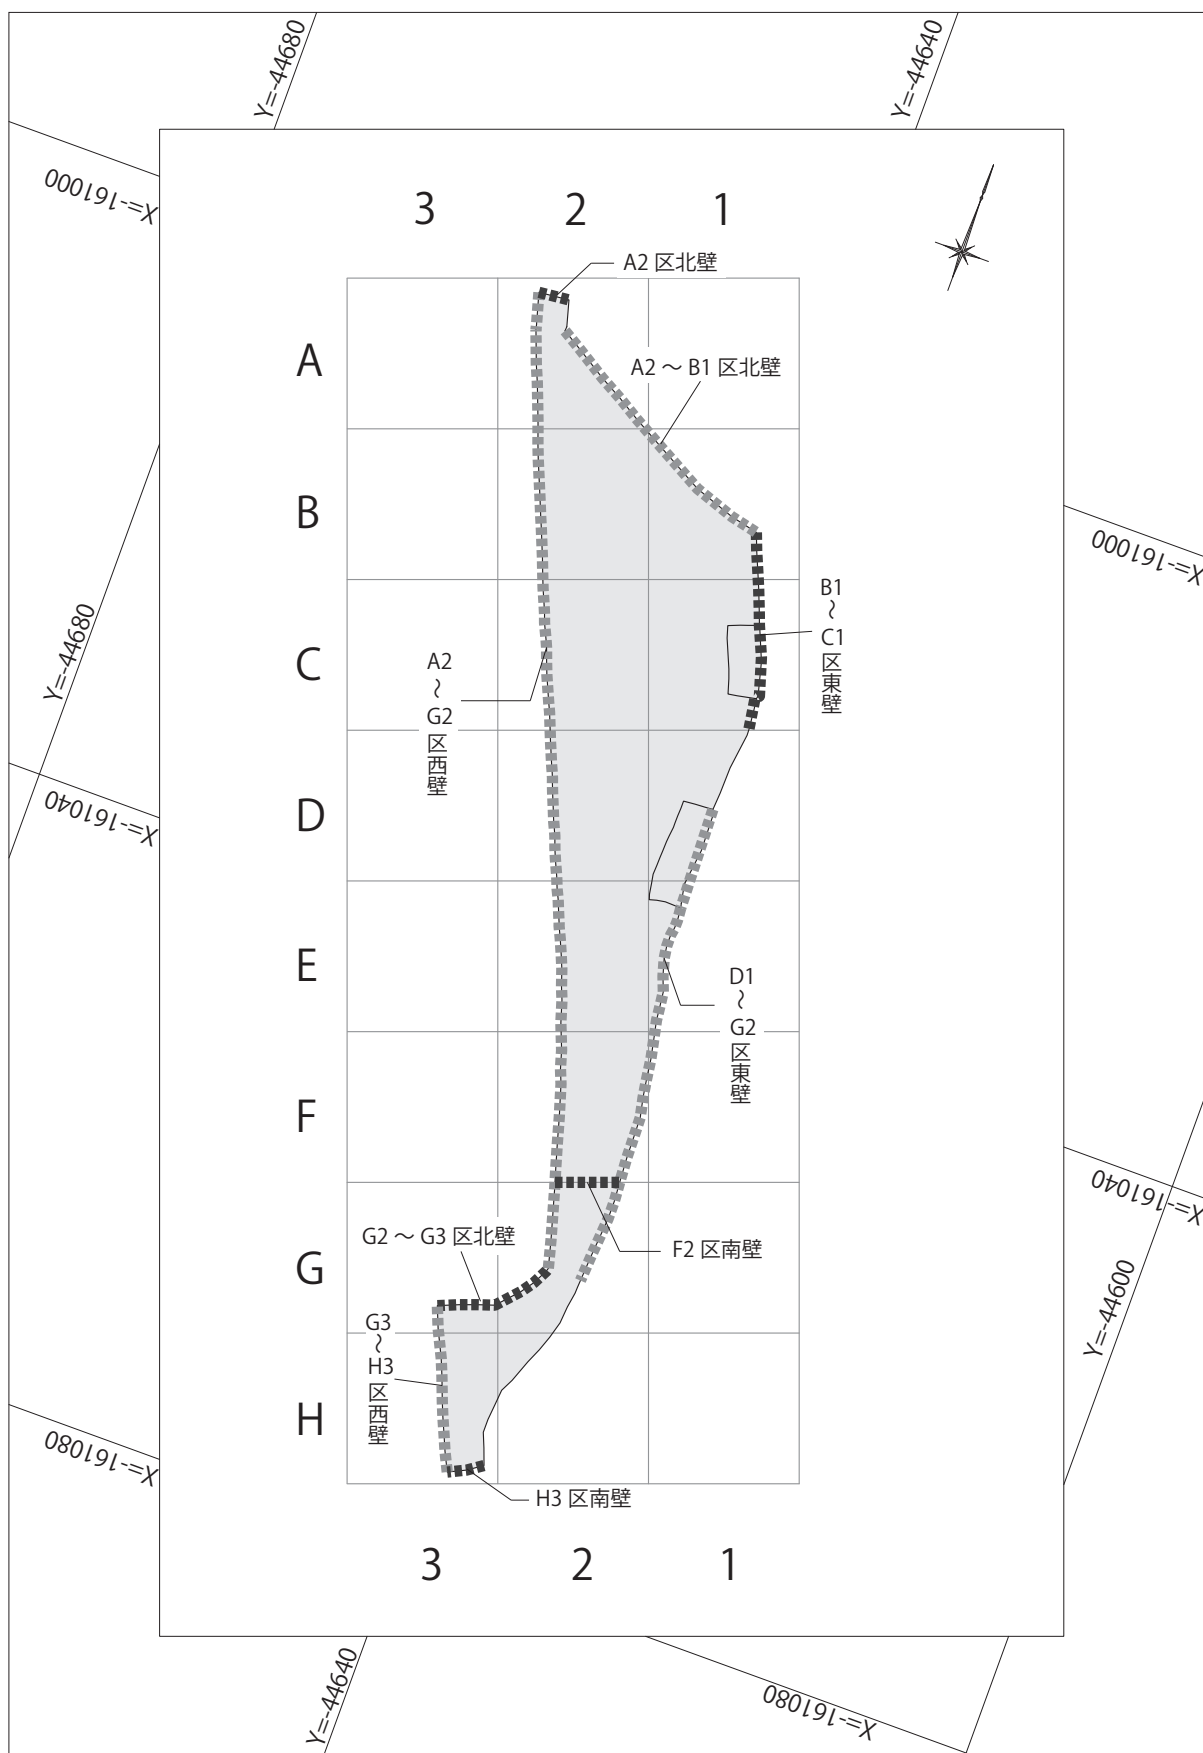 Y=-44680
Y=-44640
X=-161000
3
2
1
A2 区北壁
A
A2 ～ B1 区北壁
B
X=-161000
B1
～
C1
区東壁
Y=-44680
C
A2
～
G2
区西壁
X=-161040
D
E
D1
～
G2
区東壁
F
X=-161040
G2 ～ G3 区北壁
F2 区南壁
G
Y=-44600
G3
～
H3
区西壁
H
X=-161080
H3 区南壁
3
2
1
Y=-44640
X=-161080